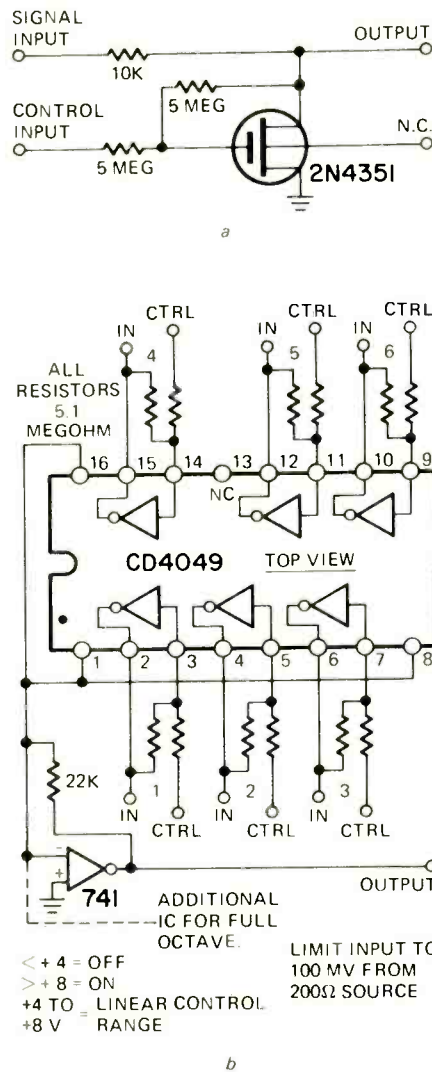 SIGNAL
INPUT
OUTPUT
10K
5 MEG
CONTROL
INPUT
N.C.
5 MEG
2N4351
a
CTRL
CTRL
CTRL
IN
IN
IN
4
5
6
ALL
RESISTORS
5.1
MEGOHM
16 15 14 13 12 11 10 9
NC
CD4049
TOP VIEW
1 2 3 4 5 6 7 8
22K
1
2
3
IN
IN
IN
CTRL
CTRL
CTRL
-
+
741
OUTPUT
ADDITIONAL
IC FOR FULL
OCTAVE.
< + 4 = OFF
> + 8 = ON
+4 TO = LINEAR CONTROL
+8 V RANGE
LIMIT INPUT TO
100 MV FROM
200Ω SOURCE
b